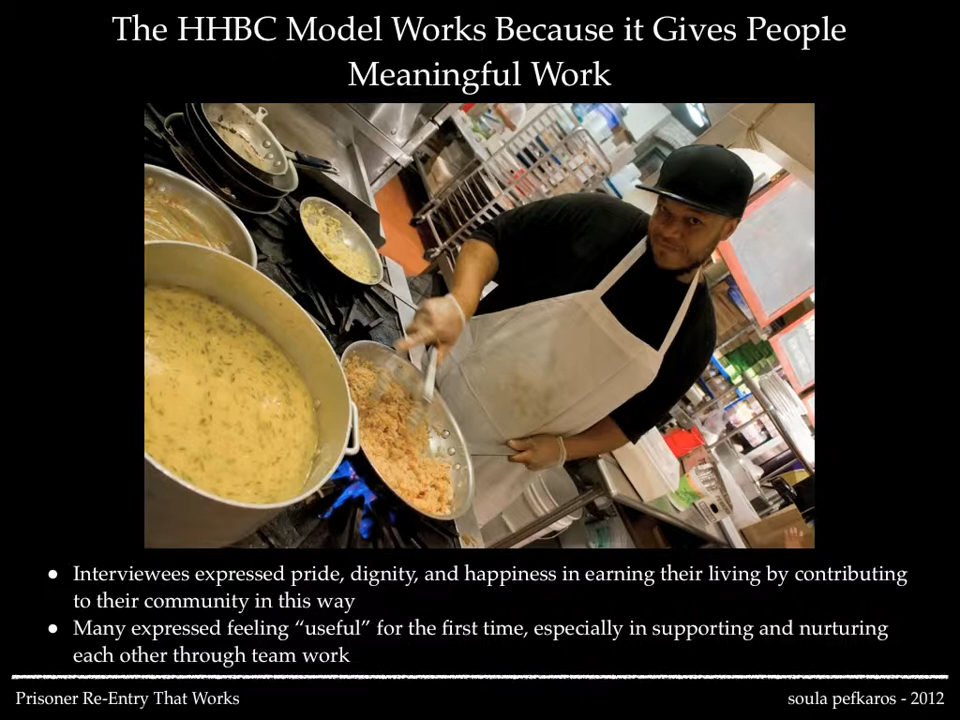 The HHBC Model Works Because it Gives People
Meaningful Work
● Interviewees expressed pride, dignity, and happiness in earning their living by contributing
to their community in this way
● Many expressed feeling “useful” for the first time, especially in supporting and nurturing
each other through team work
Prisoner Re-Entry That Works
soula pefkaros - 2012